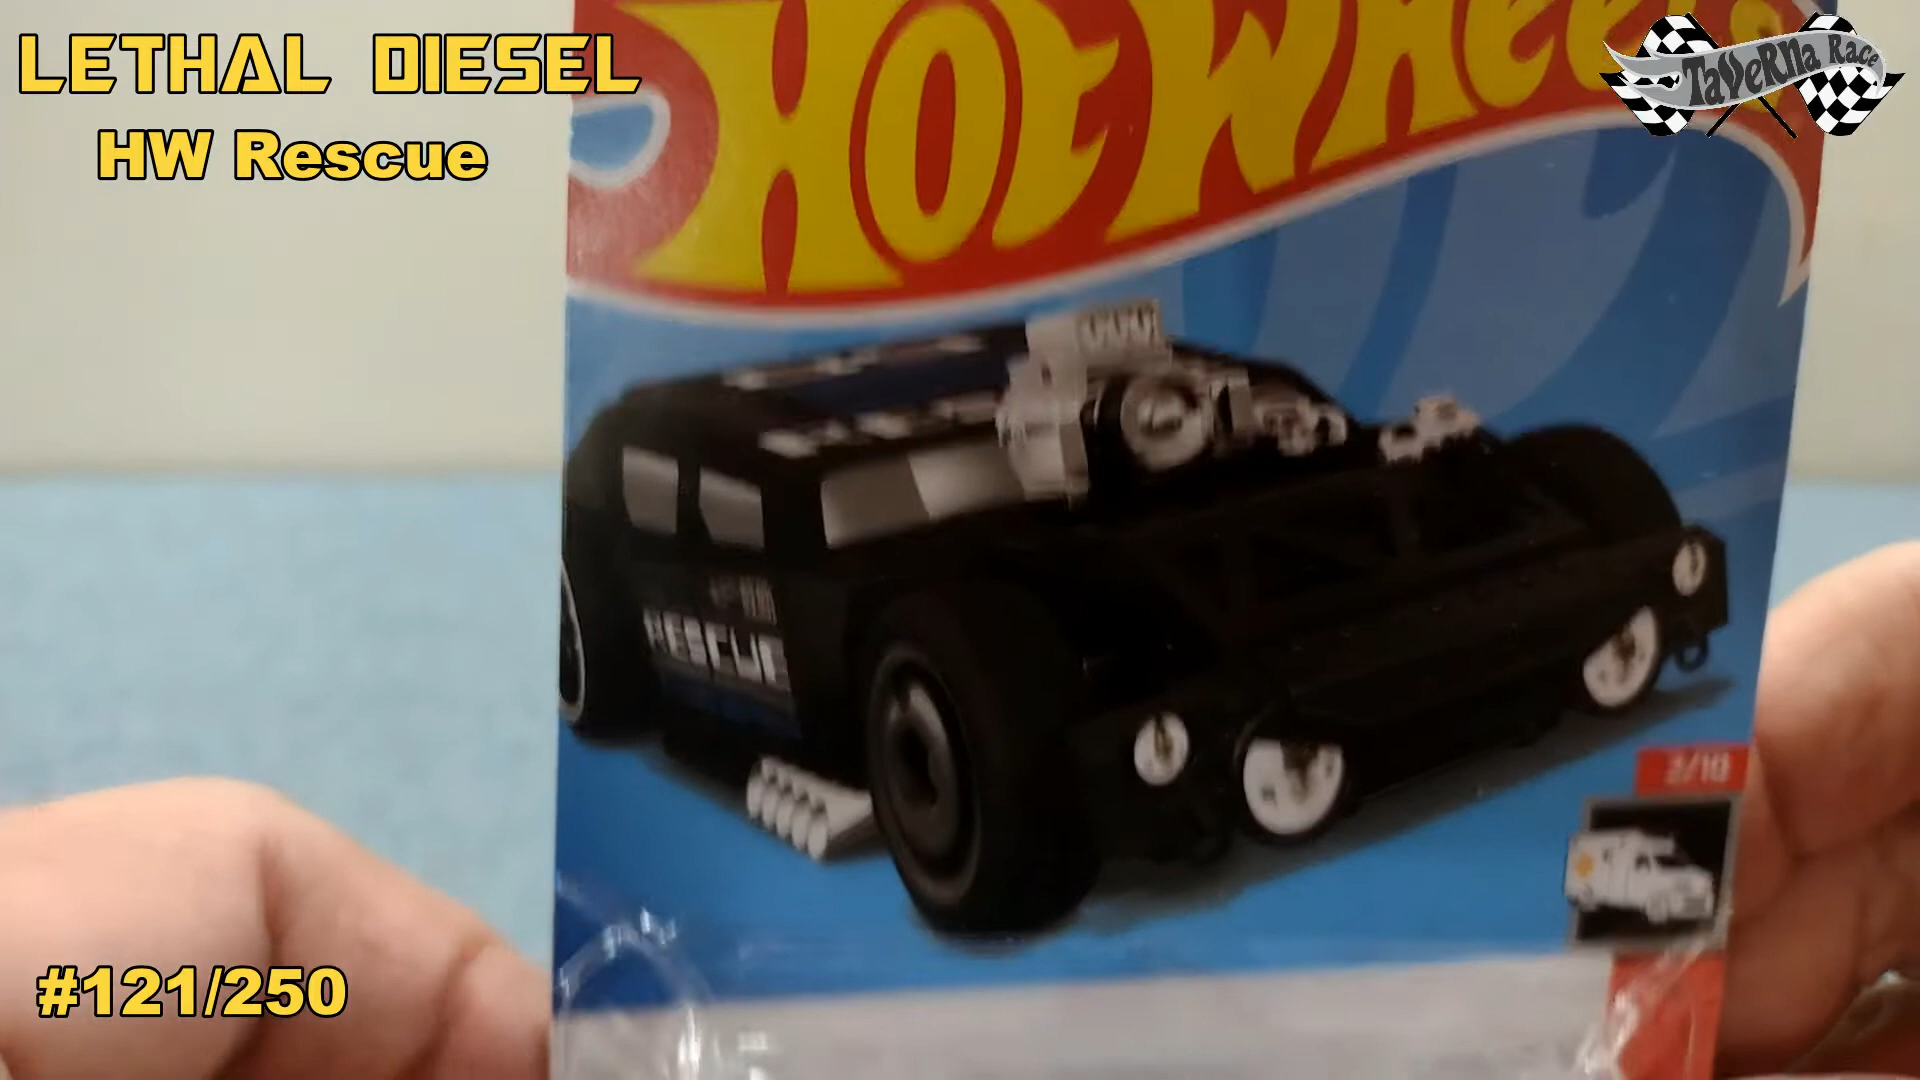 LETHAL DIESEL
HW Rescue
HOT WHEELS
TaVeRNa Race
RESCUE
#121/250